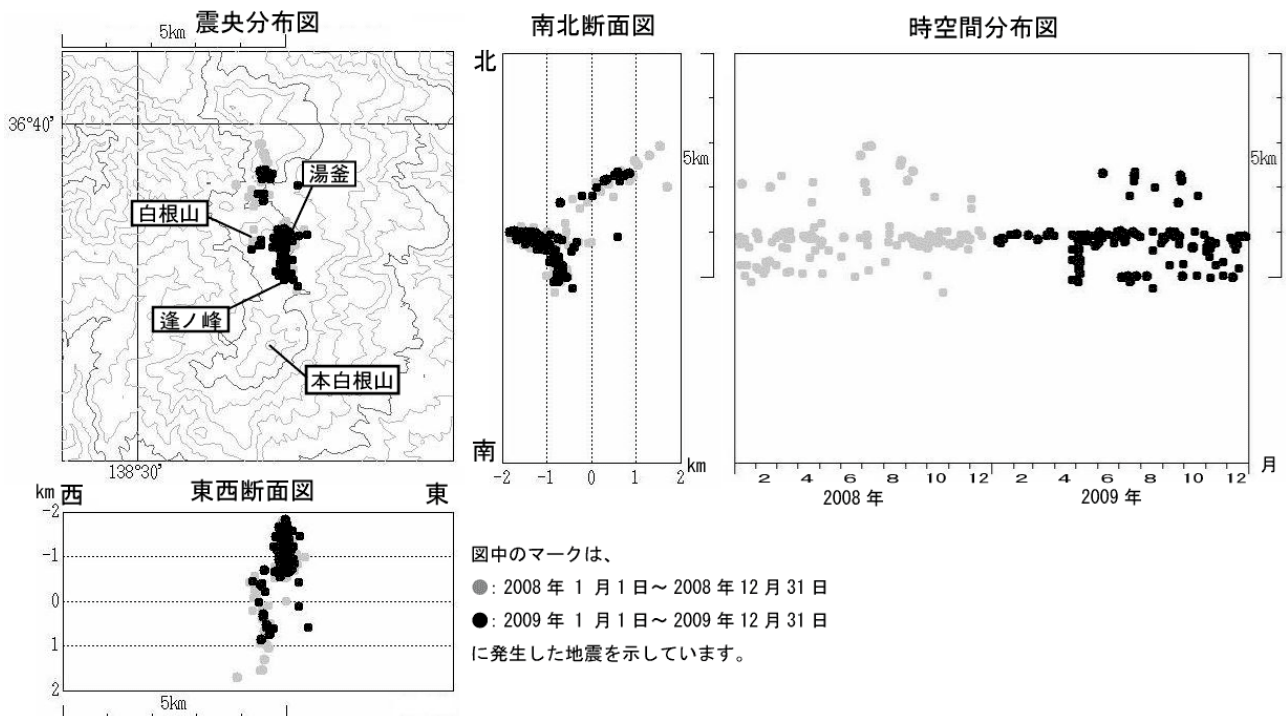 震央分布図
5km
36°40'
湯釜
白根山
逢ノ峰
本白根山
138°30'
南北断面図
北
南
-2 -1 0 1 2
km
5km
時空間分布図
5km
2 4 6 8 10 12 2 4 6 8 10 12
月
2008 年
2009 年
km 西 東西断面図 東
-2
-1
0
1
2
5km
図中のマークは、
●: 2008 年 1 月 1 日～ 2008 年 12 月 31 日
●: 2009 年 1 月 1 日～ 2009 年 12 月 31 日
に発生した地震を示しています。